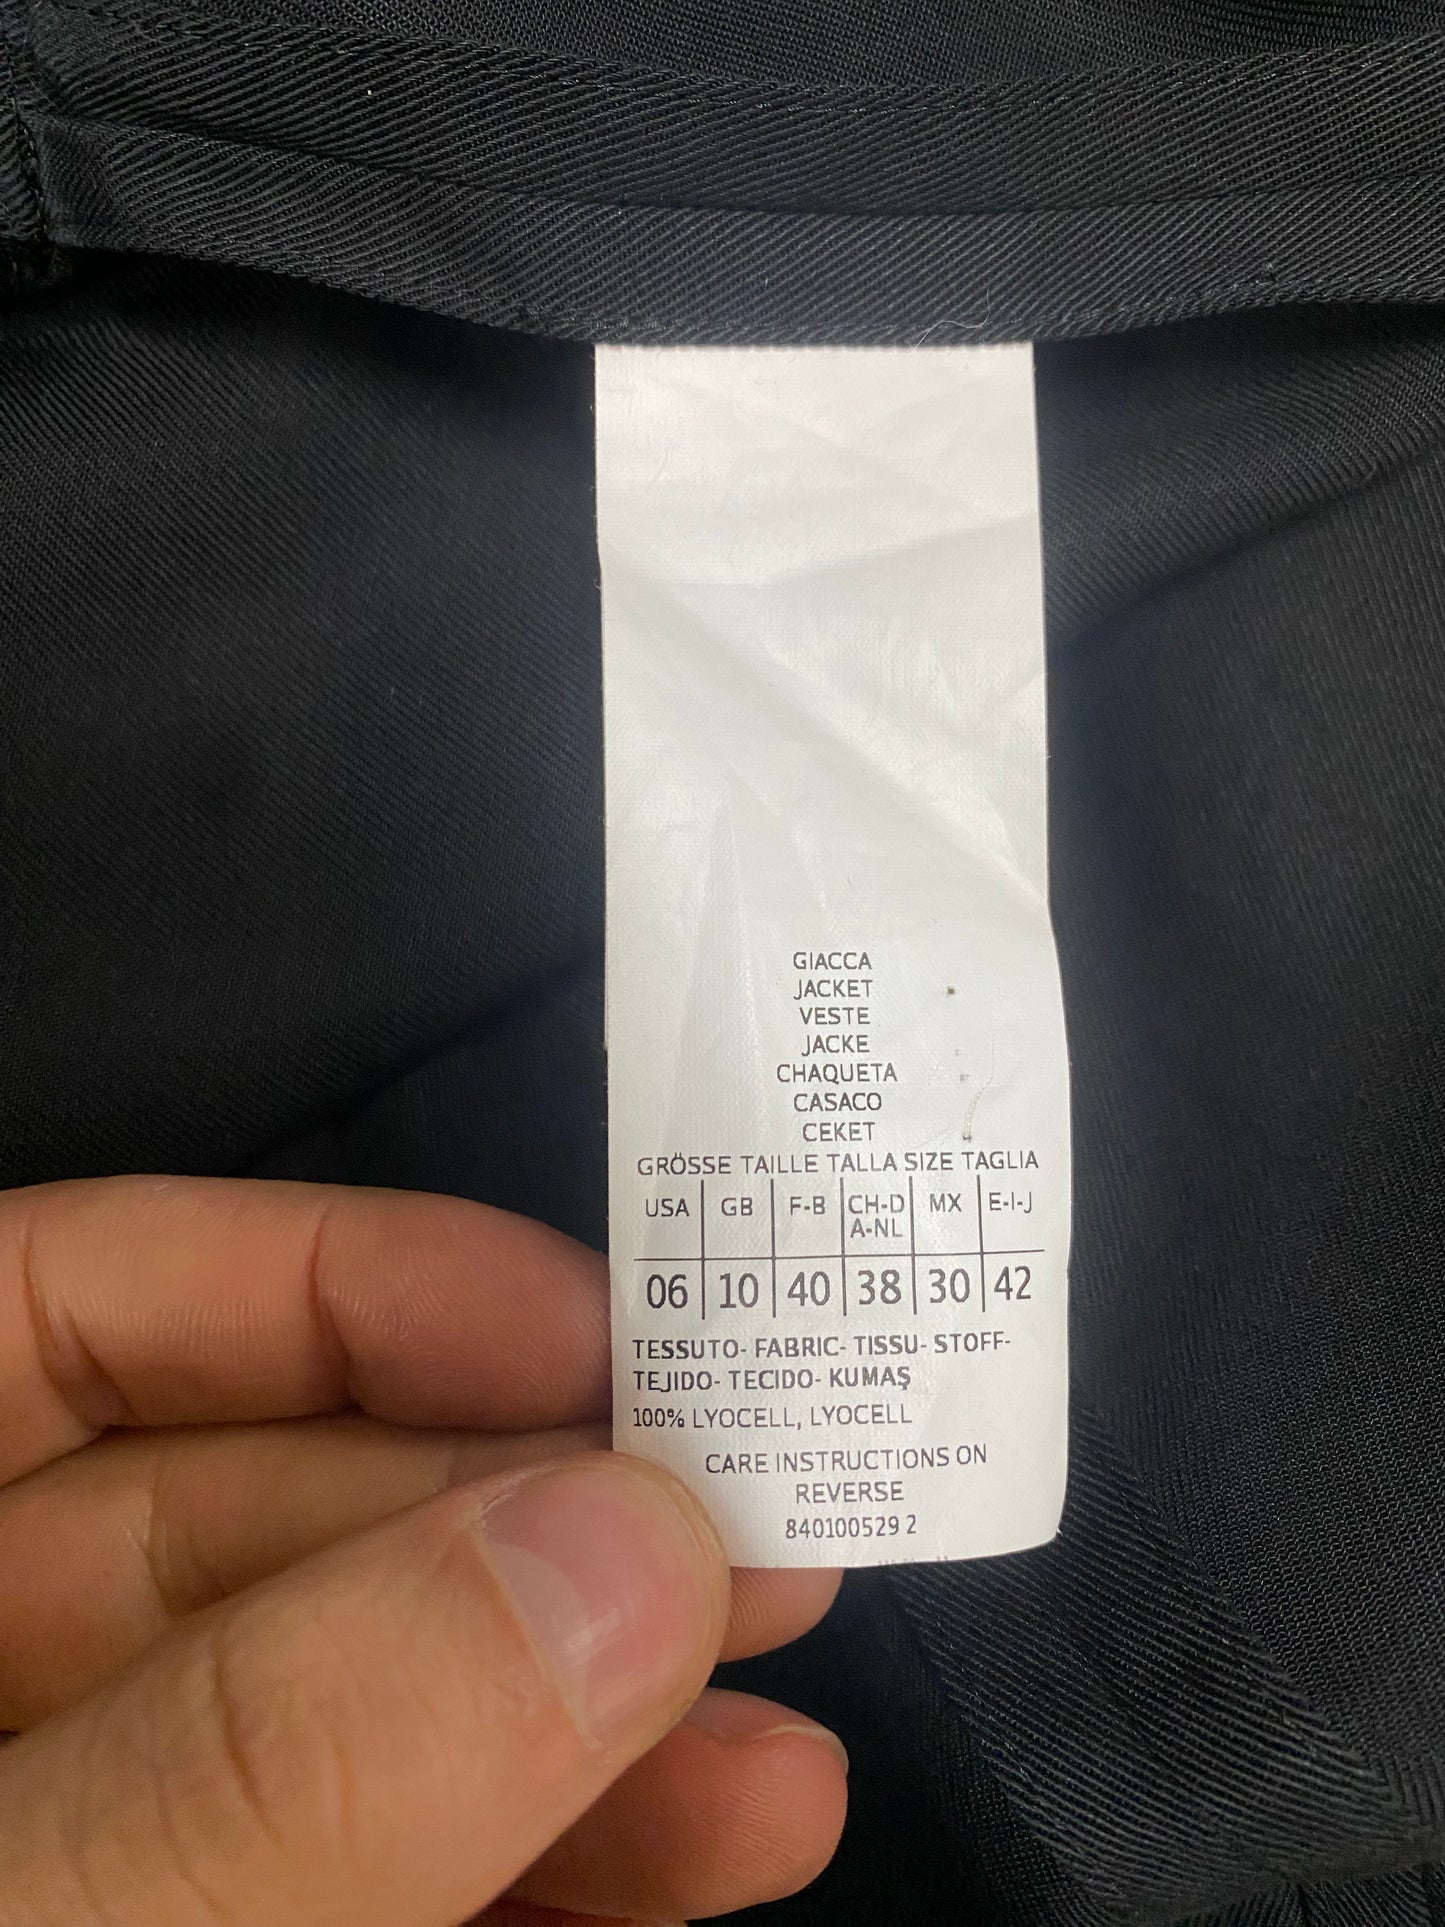 GIACCA
JACKET
VESTE
JACKE
CHAQUETA
CASACO
CEKET
GRÖSSE TAILLE TALLA SIZE TAGLIA
USA GB F-B CH-D A-NL MX E-I-J
06 10 40 38 30 42
TESSUTO- FABRIC- TISSU- STOFF-
TEJIDO- TECIDO- KUMAŞ
100% LYOCELL, LYOCELL
CARE INSTRUCTIONS ON
REVERSE
840100529 2